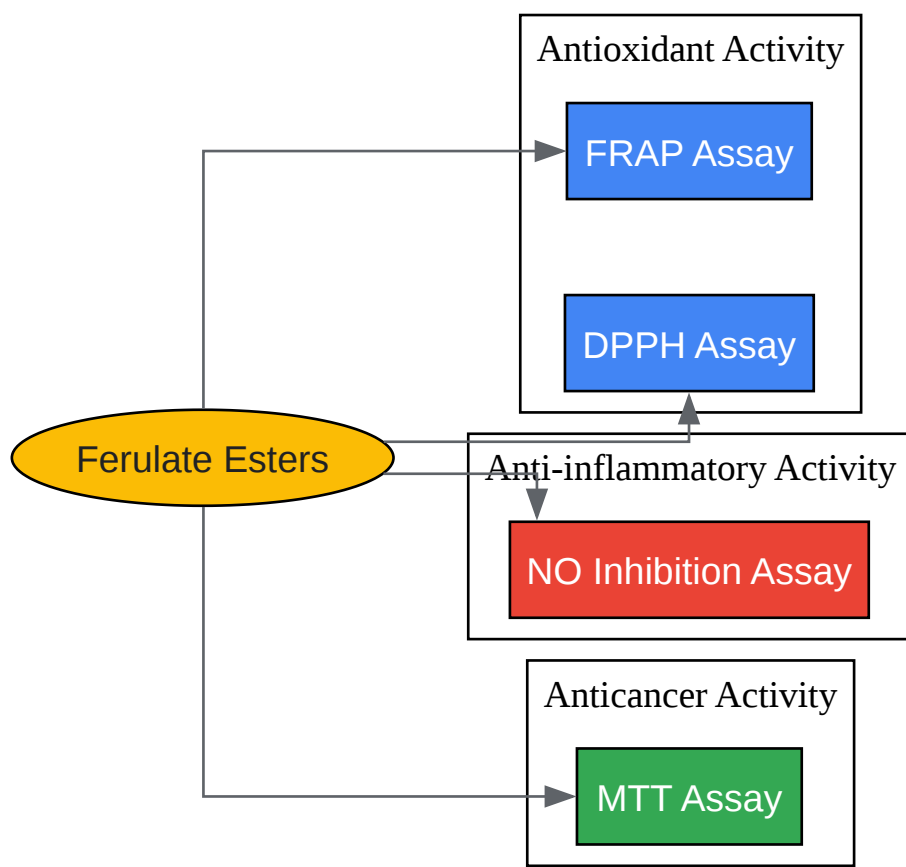 Antioxidant Activity
FRAP Assay
DPPH Assay
Ferulate Esters
Anti-inflammatory Activity
NO Inhibition Assay
Anticancer Activity
MTT Assay